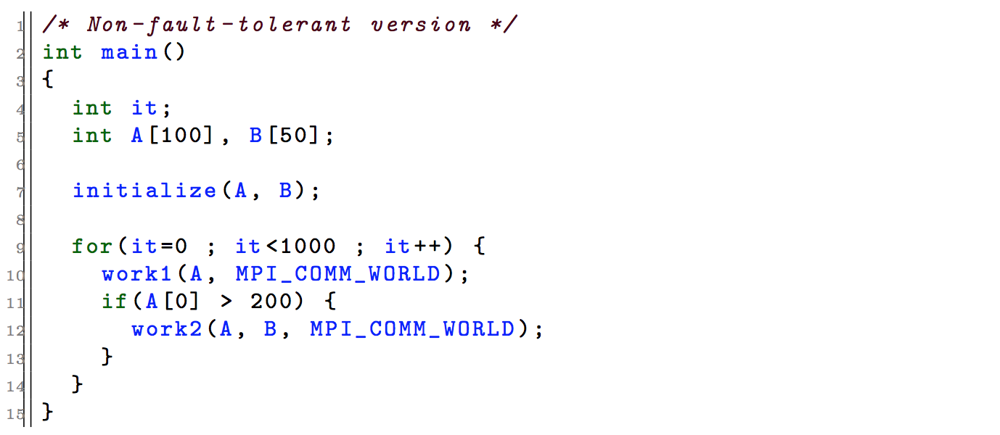 1 /* Non-fault-tolerant version */
2 int main()
3 {
4   int it;
5   int A[100], B[50];
6
7   initialize(A, B);
8
9   for(it=0 ; it<1000 ; it++) {
10     work1(A, MPI_COMM_WORLD);
11     if(A[0] > 200) {
12       work2(A, B, MPI_COMM_WORLD);
13     }
14   }
15 }